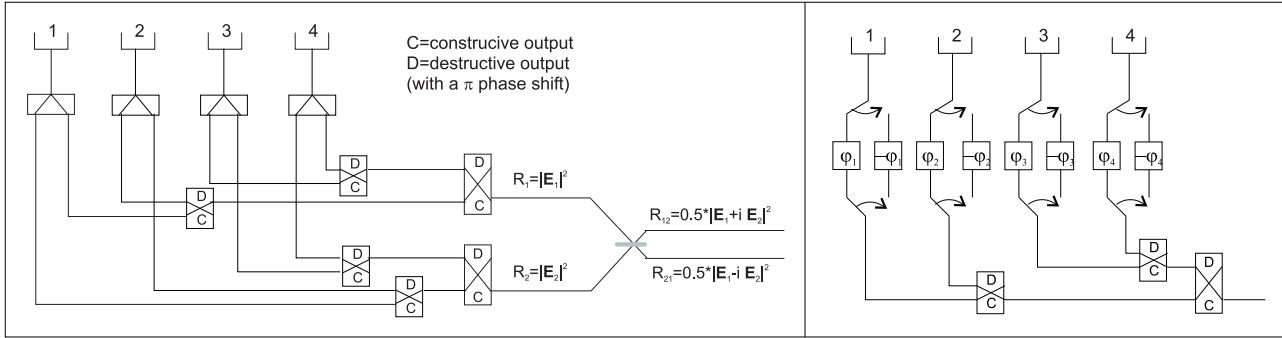 1 2 3 4
C=construcive output
D=destructive output
(with a π phase shift)
D
C
D
C
D
C
R₁=|E₁|²
R₁₂=0.5*|E₁+i E₂|²
D
C
D
C
D
C
R₂=|E₂|²
R₂₁=0.5*|E₁-i E₂|²
1 2 3 4
φ₁ -φ₁ φ₂ -φ₂ φ₃ -φ₃ φ₄ -φ₄
D
C
D
C
D
C